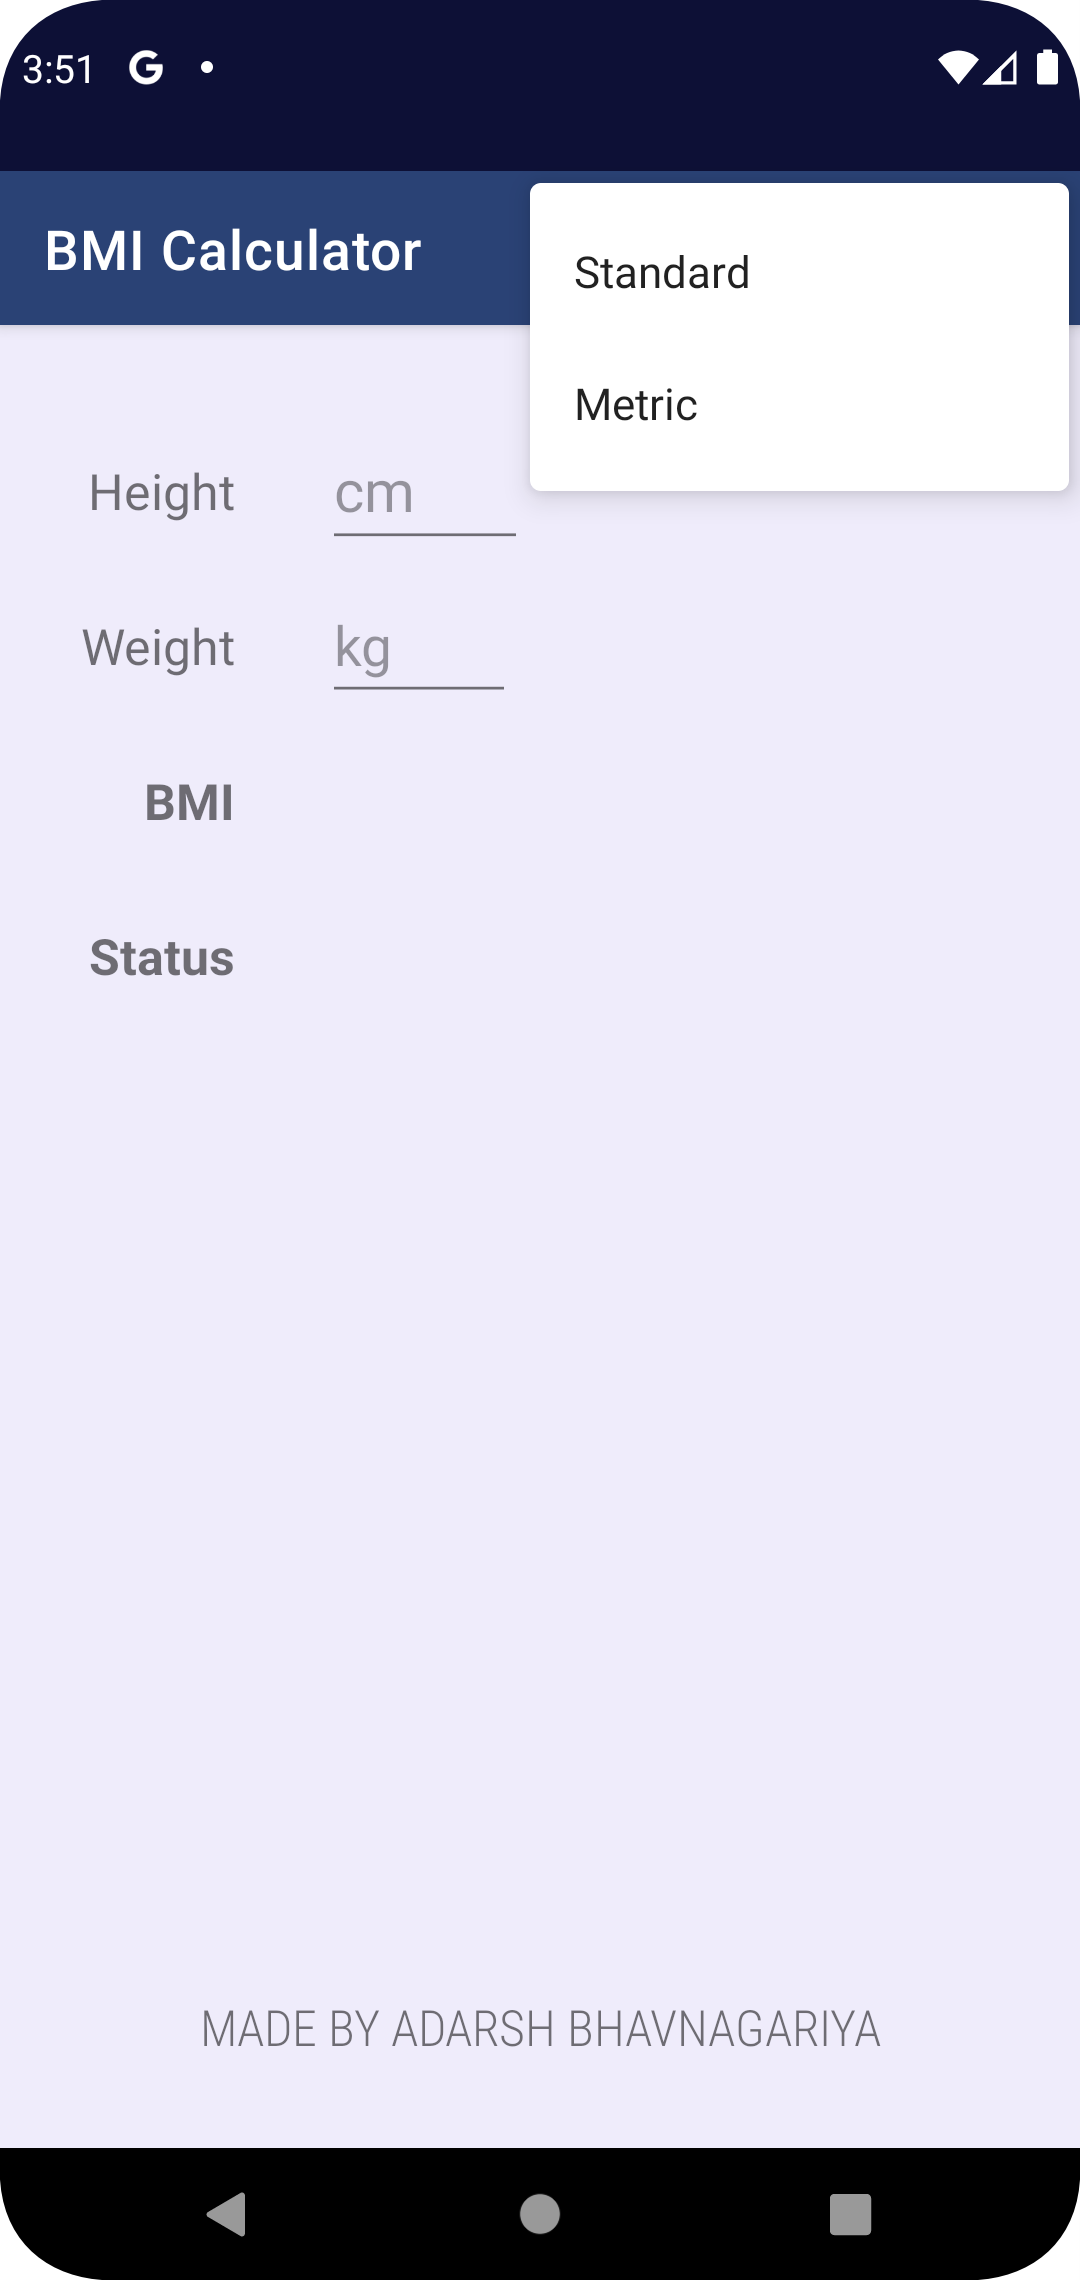 3:51
BMI Calculator
Standard
Metric
Height cm
Weight kg
BMI
Status
MADE BY ADARSH BHAVNAGARIYA